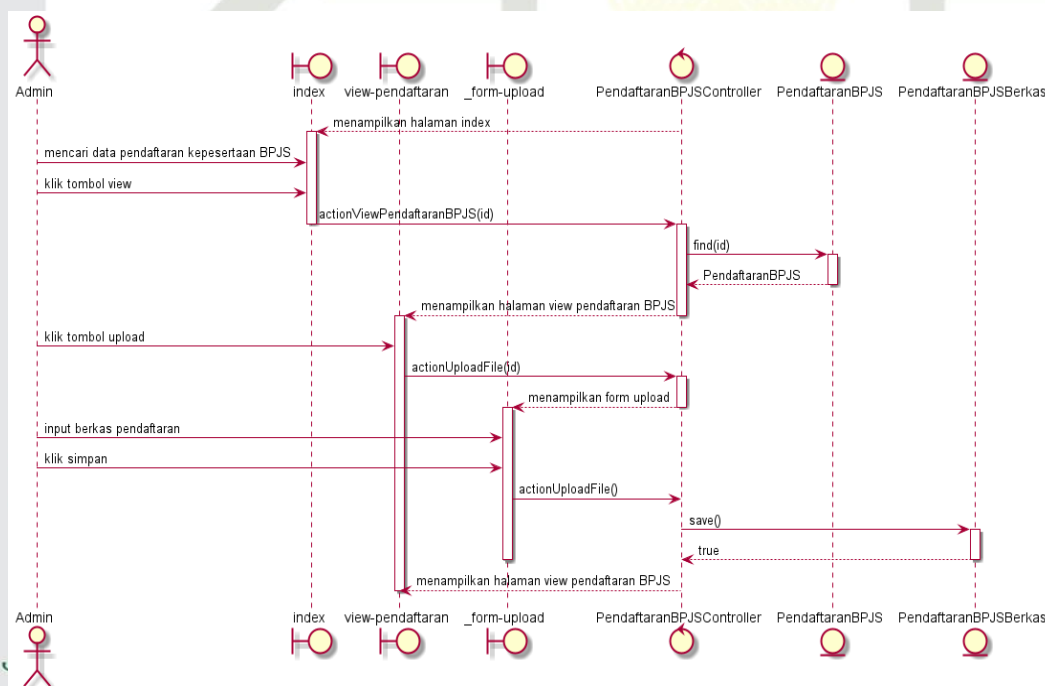 Admin
index
view-pendaftaran
_form-upload
PendaftaranBPJSController
PendaftaranBPJS
PendaftaranBPJSBerkas
menampilkan halaman index
mencari data pendaftaran kepesertaan BPJS
klik tombol view
actionViewPendaftaranBPJS(id)
find(id)
PendaftaranBPJS
menampilkan halaman view pendaftaran BPJS
klik tombol upload
actionUploadFile(id)
menampilkan form upload
input berkas pendaftaran
klik simpan
actionUploadFile()
save()
true
menampilkan halaman view pendaftaran BPJS
Admin
index
view-pendaftaran
_form-upload
PendaftaranBPJSController
PendaftaranBPJS
PendaftaranBPJSBerkas